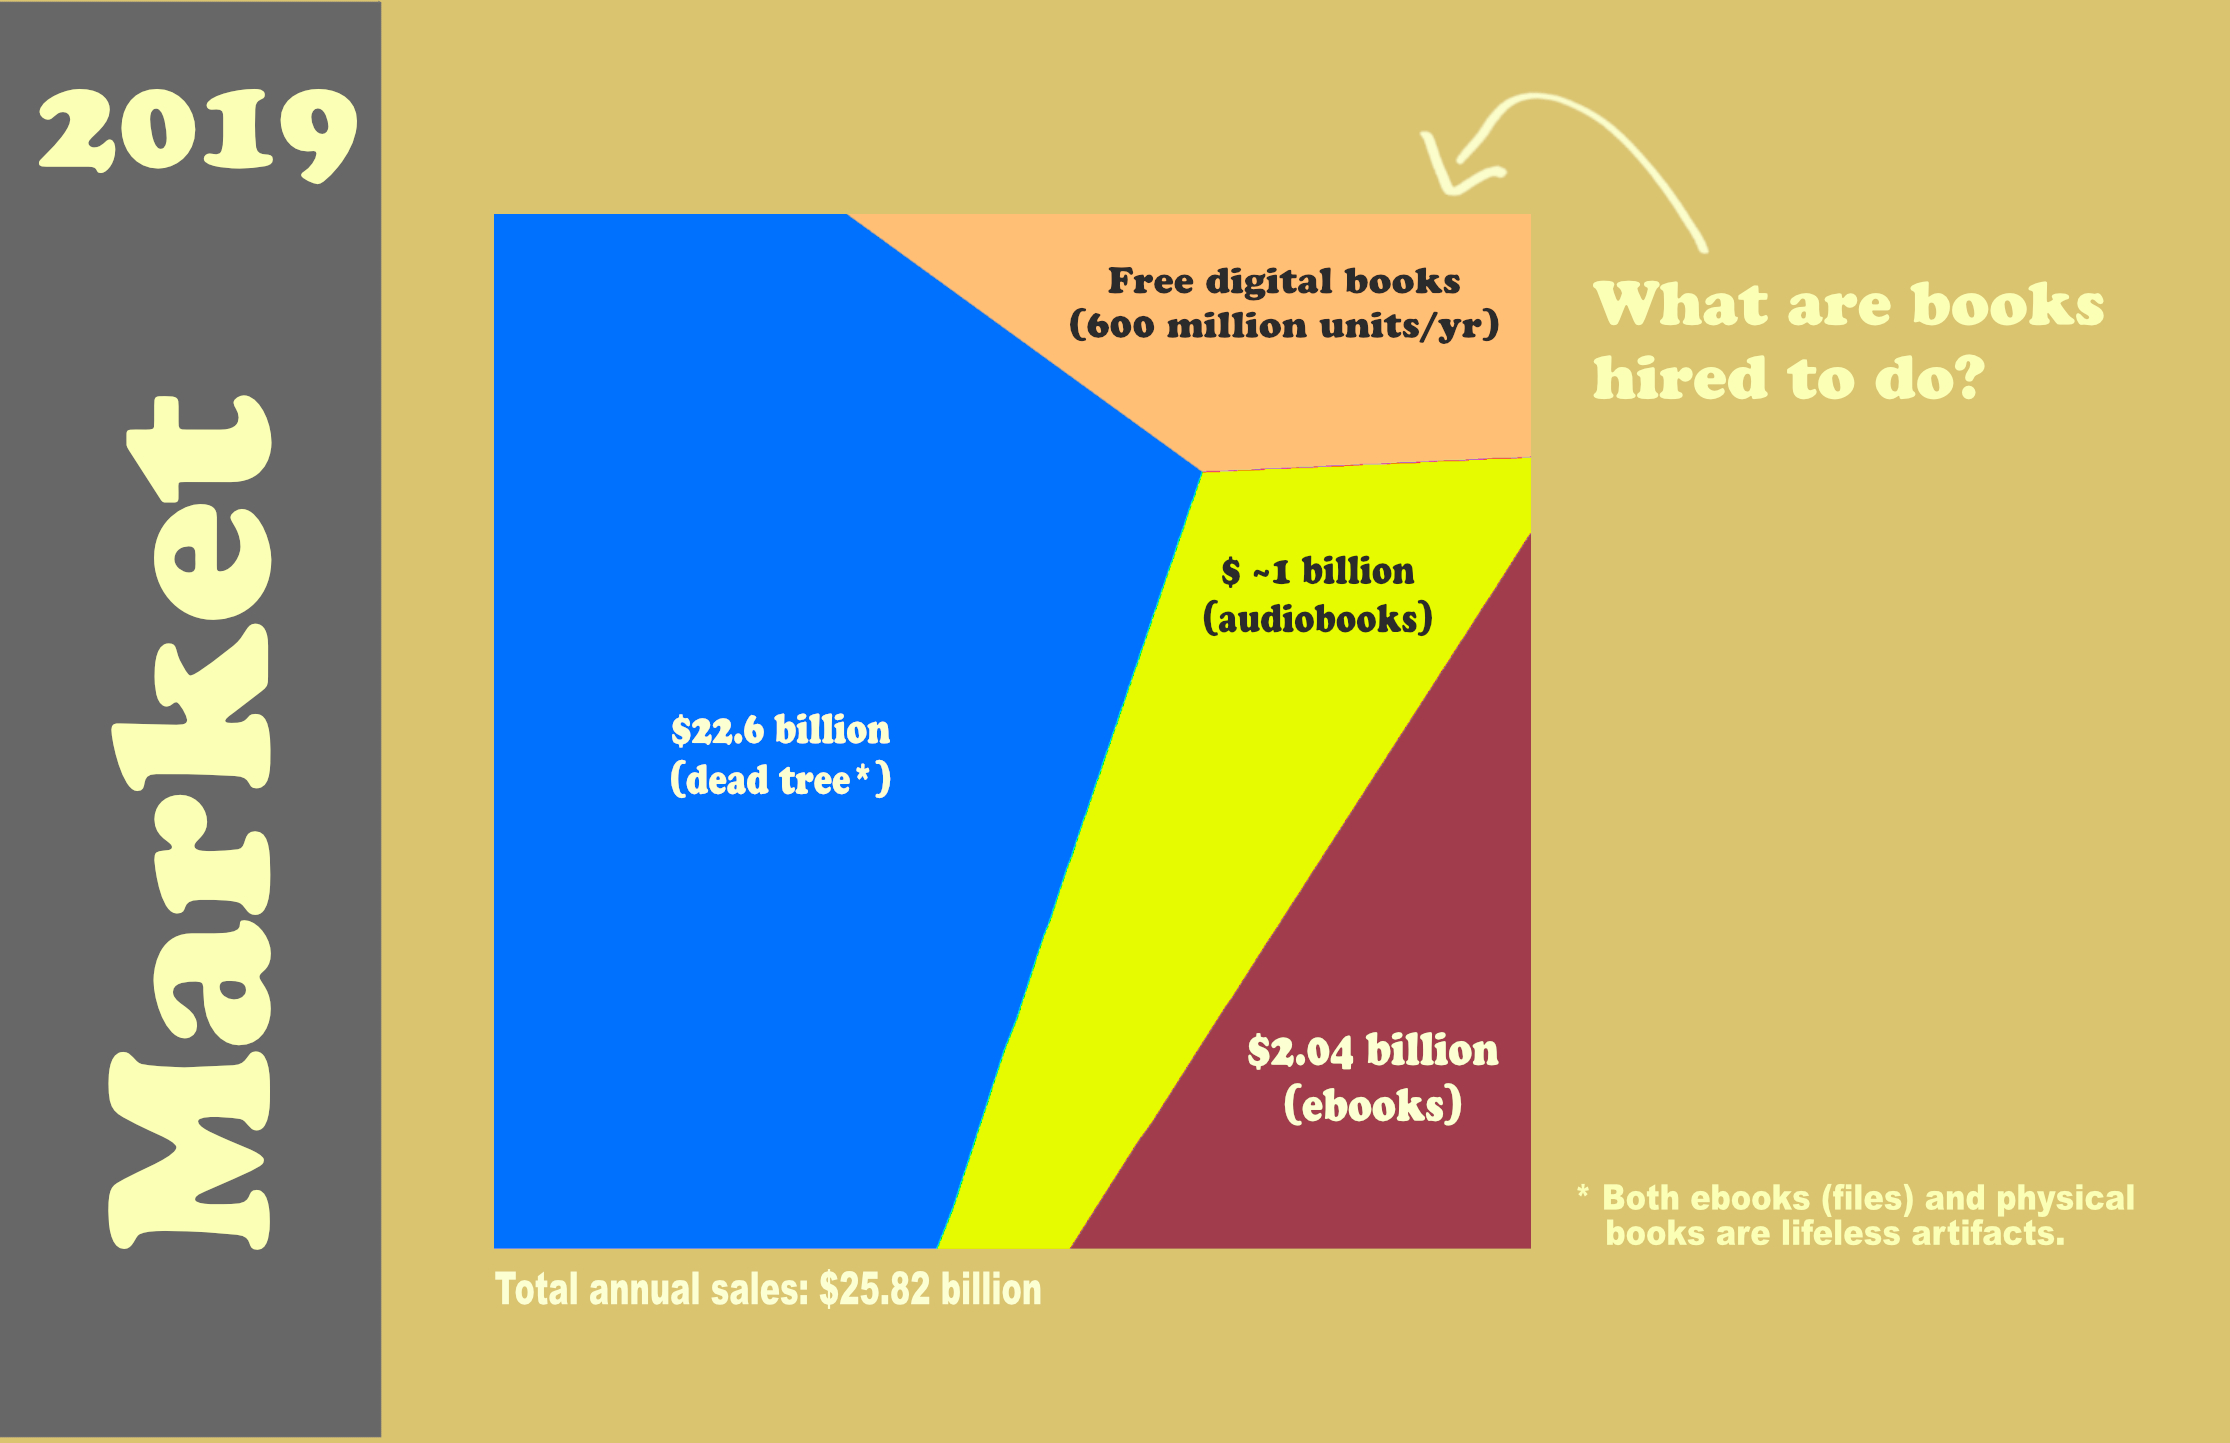 2019
Market
What are books
hired to do?
Free digital books
(600 million units/yr)
$ ~1 billion
(audiobooks)
$22.6 billion
(dead tree*)
$2.04 billion
(ebooks)
* Both ebooks (files) and physical
books are lifeless artifacts.
Total annual sales: $25.82 billion